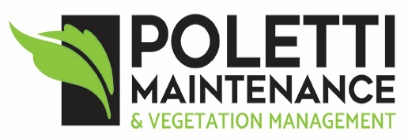 POLETTI
MAINTENANCE
& VEGETATION MANAGEMENT